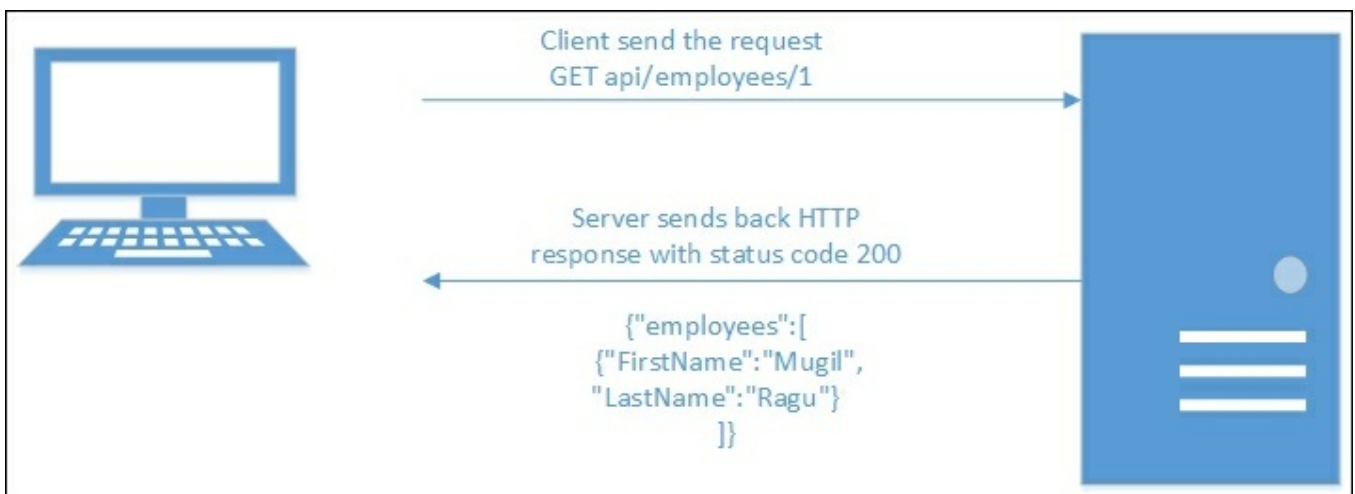 Client send the request
GET api/employees/1
Server sends back HTTP
response with status code 200
{"employees":[
{"FirstName":"Mugil",
"LastName":"Ragu"}
]}